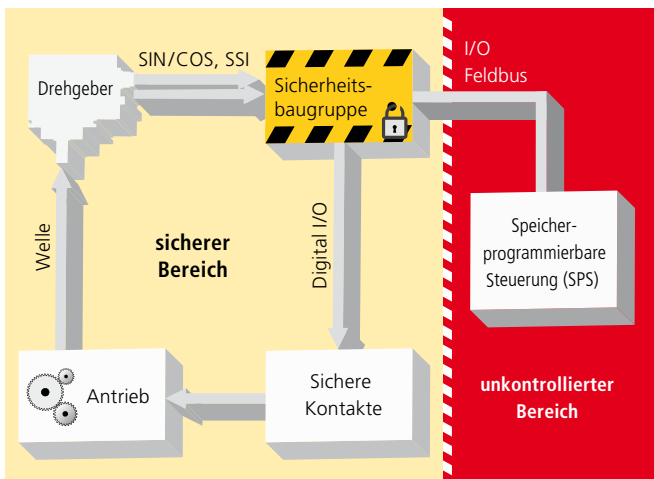 SIN/COS, SSI
I/O
Feldbus
Drehgeber
Sicherheits-
baugruppe
Welle
sicherer
Bereich
Digital I/O
Speicher-
programmierbare
Steuerung (SPS)
Antrieb
Sichere
Kontakte
unkontrollierter
Bereich